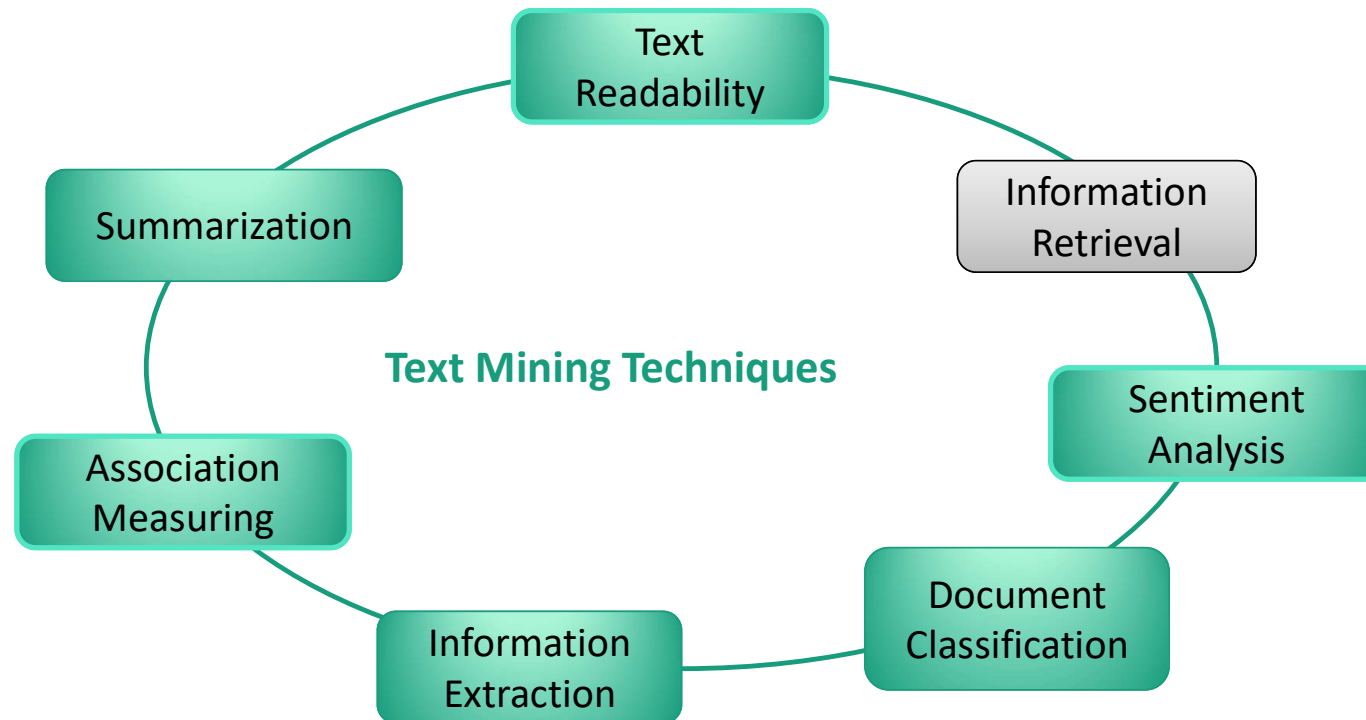 Text
Readability
Information
Retrieval
Summarization
Text Mining Techniques
Sentiment
Analysis
Association
Measuring
Document
Classification
Information
Extraction